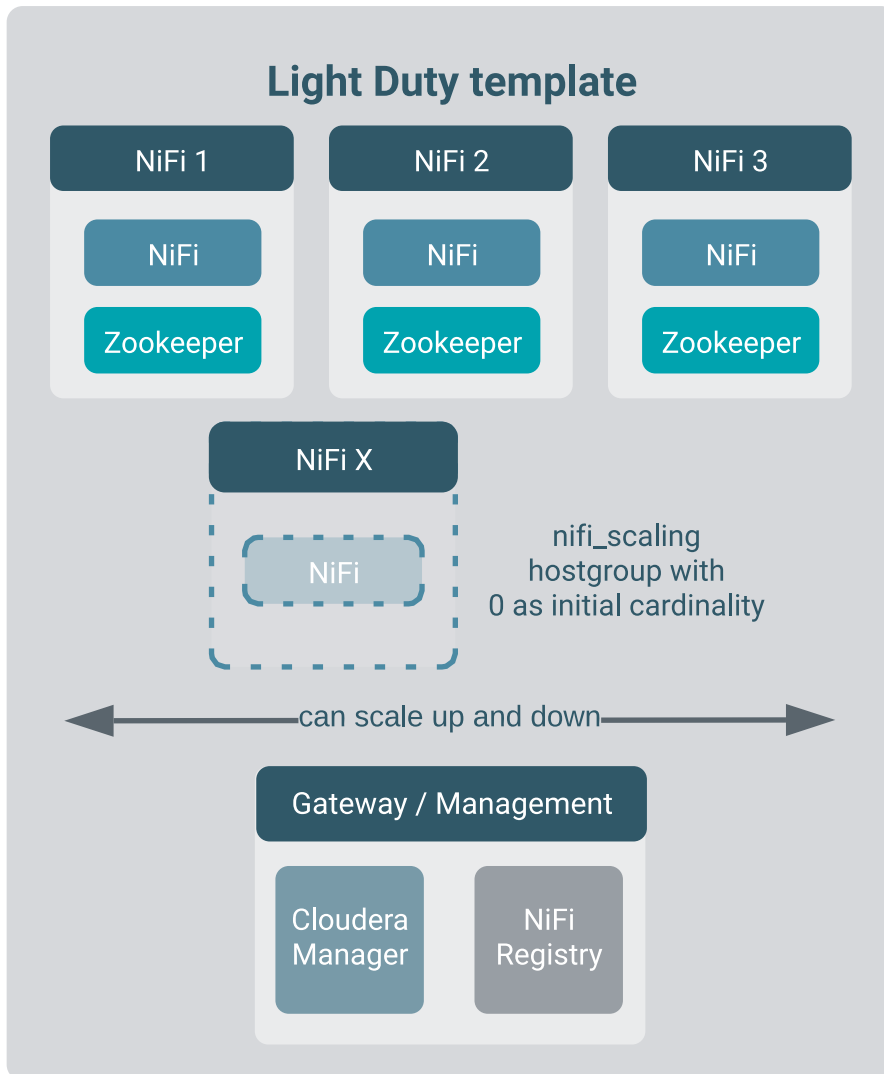 Light Duty template
NiFi 1
NiFi 2
NiFi 3
NiFi
NiFi
NiFi
Zookeeper
Zookeeper
Zookeeper
NiFi X
NiFi
nifi_scaling
hostgroup with
0 as initial cardinality
can scale up and down
Gateway / Management
Cloudera
Manager
NiFi
Registry